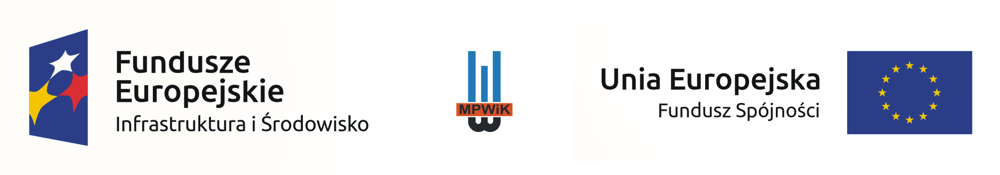 Fundusze
Europejskie
Infrastruktura i Środowisko
MPWiK
Unia Europejska
Fundusz Spójności